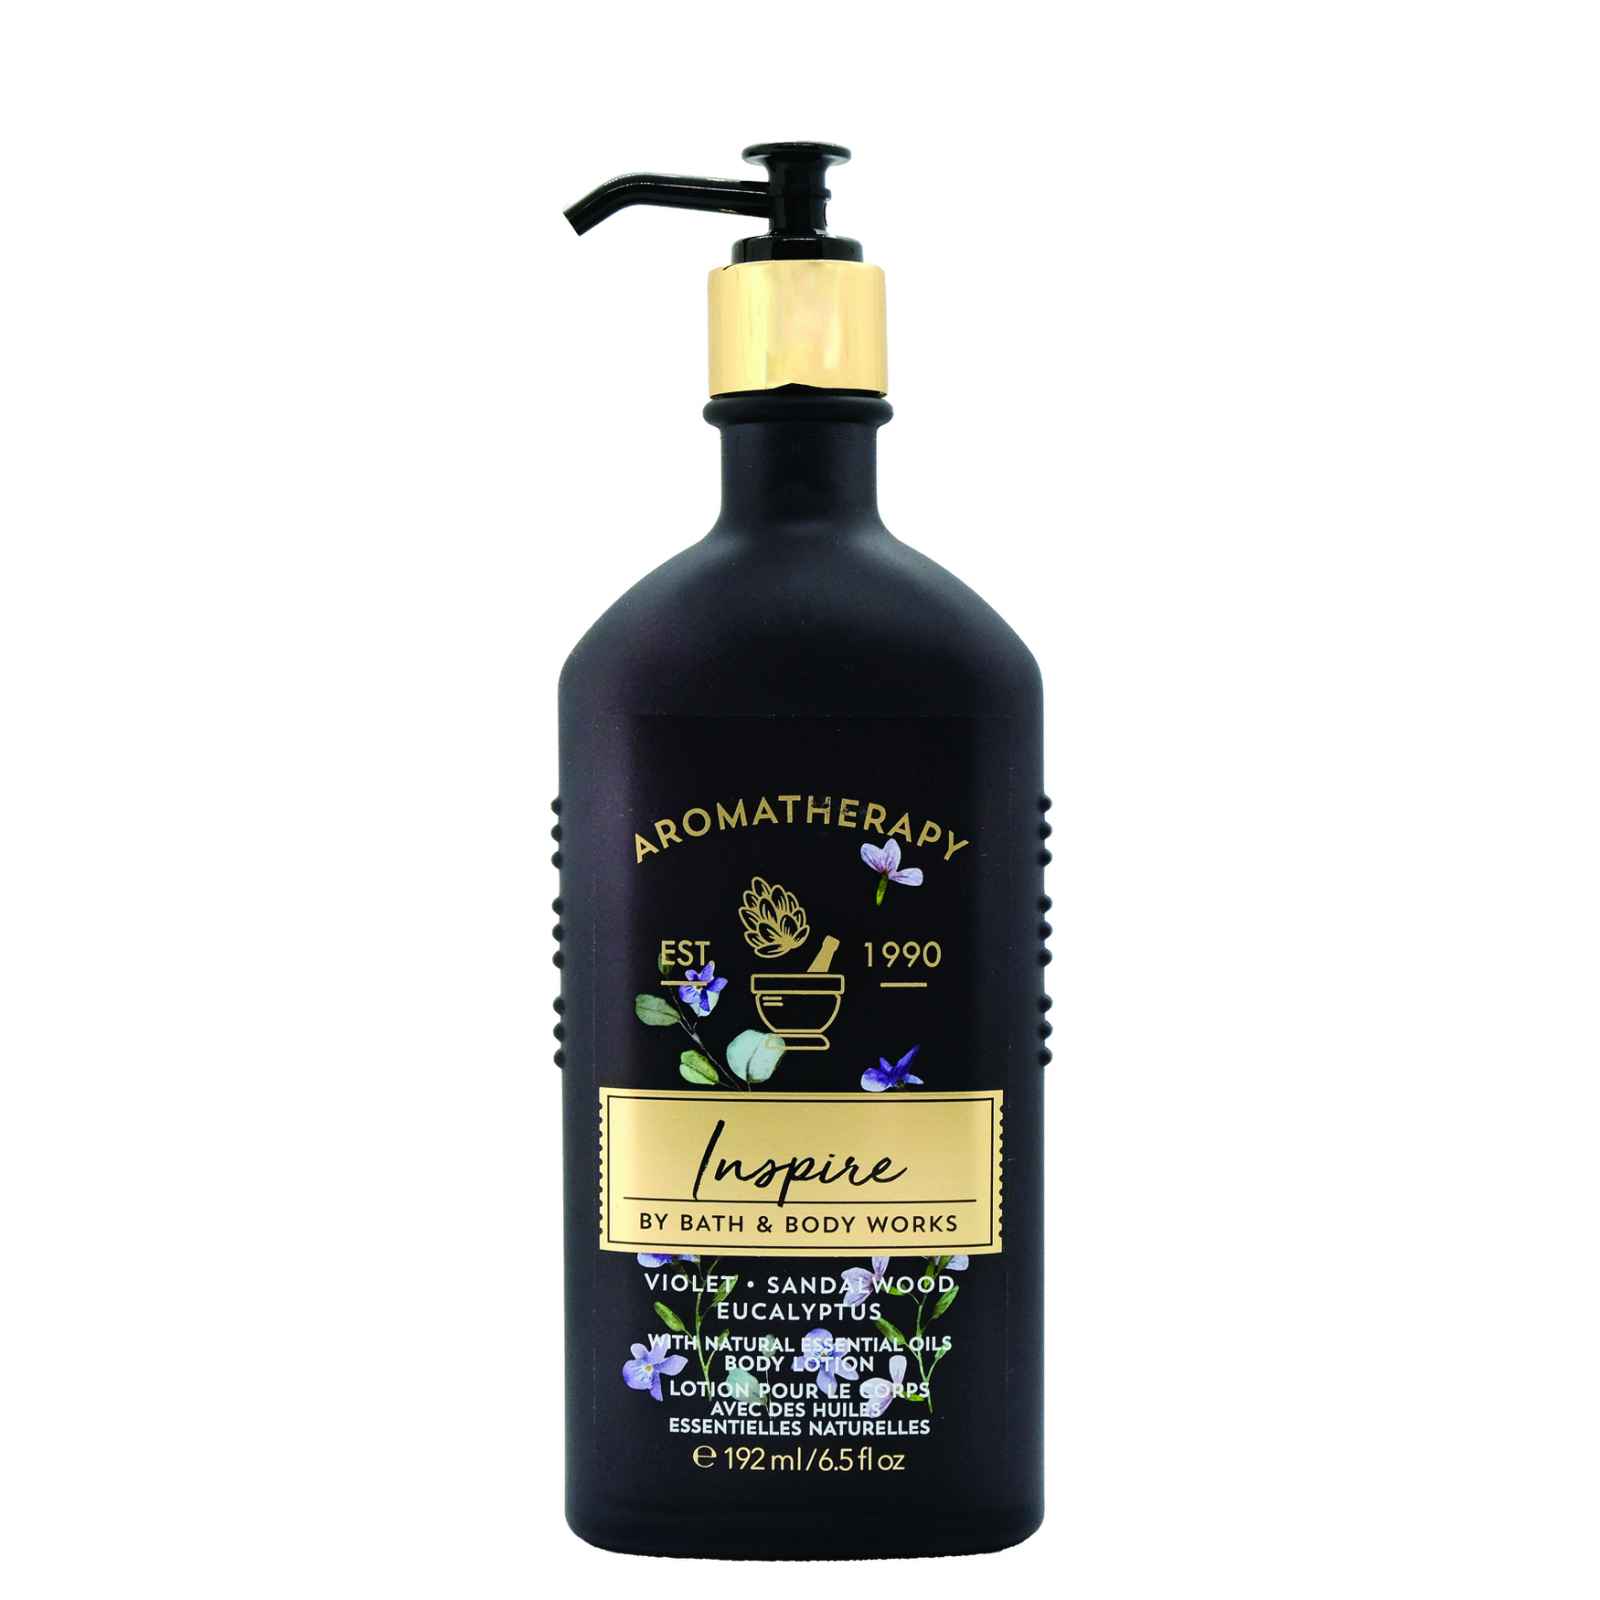 AROMATHERAPY
EST 1990
Inspire
BY BATH & BODY WORKS
VIOLET • SANDALWOOD
EUCALYPTUS
WITH NATURAL ESSENTIAL OILS
BODY LOTION
LOTION POUR LE CORPS
AVEC DES HUILES
ESSENTIELLES NATURELLES
℮ 192 ml/6.5 fl oz